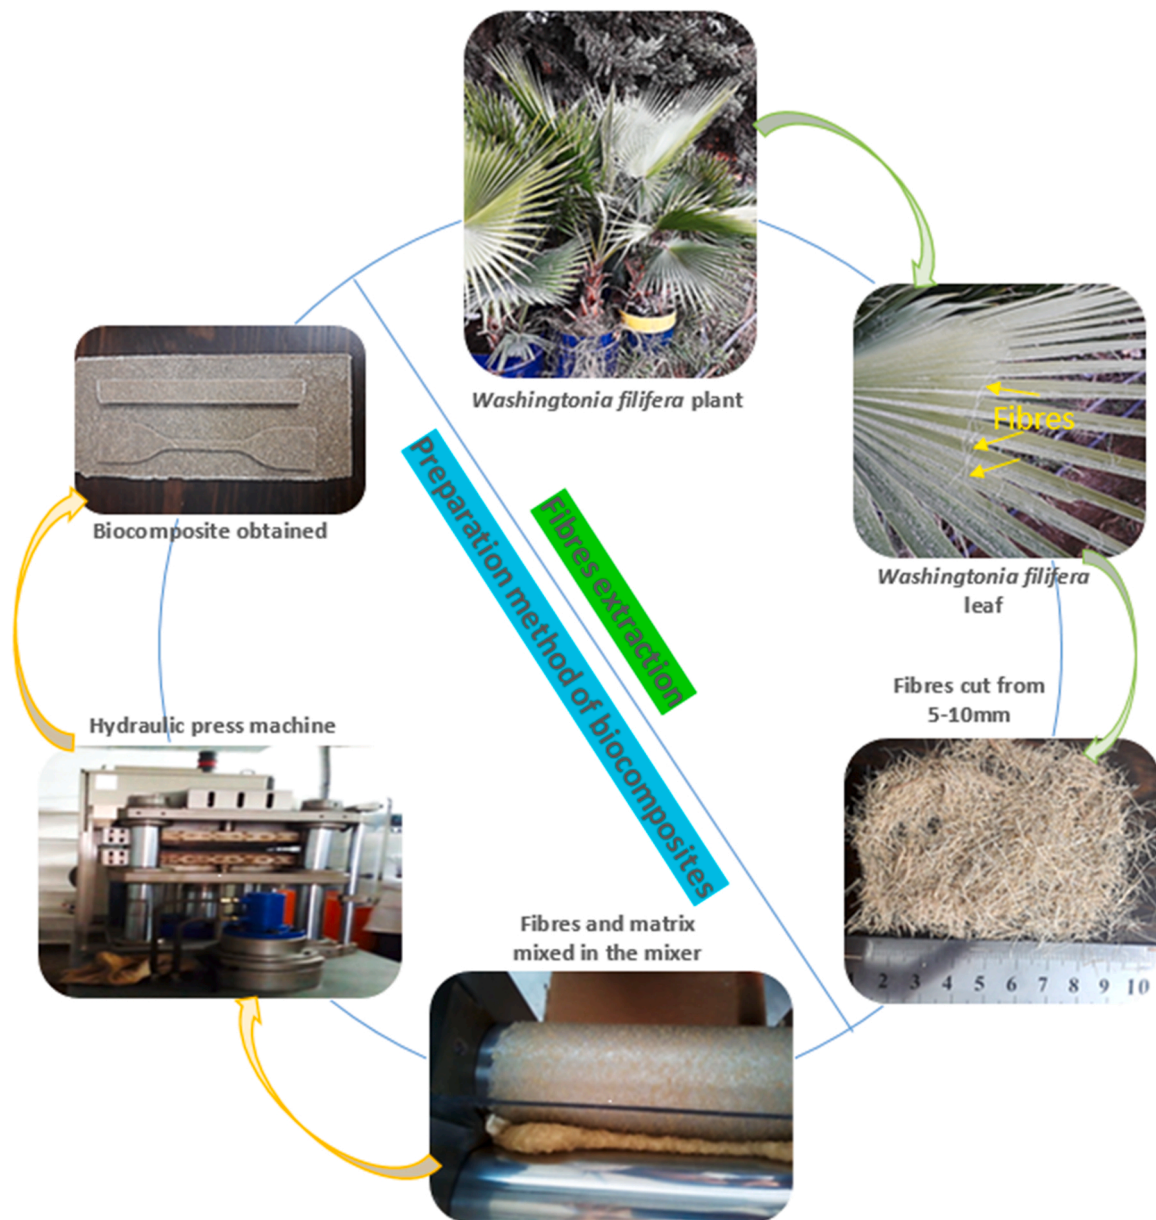 Washingtonia filifera plant
Fibres
Washingtonia filifera
leaf
Fibres cut from
5-10mm
1 2 3 4 5 6 7 8 9 10
Fibres and matrix
mixed in the mixer
Hydraulic press machine
Biocomposite obtained
Preparation method of biocomposites
Fibres extraction